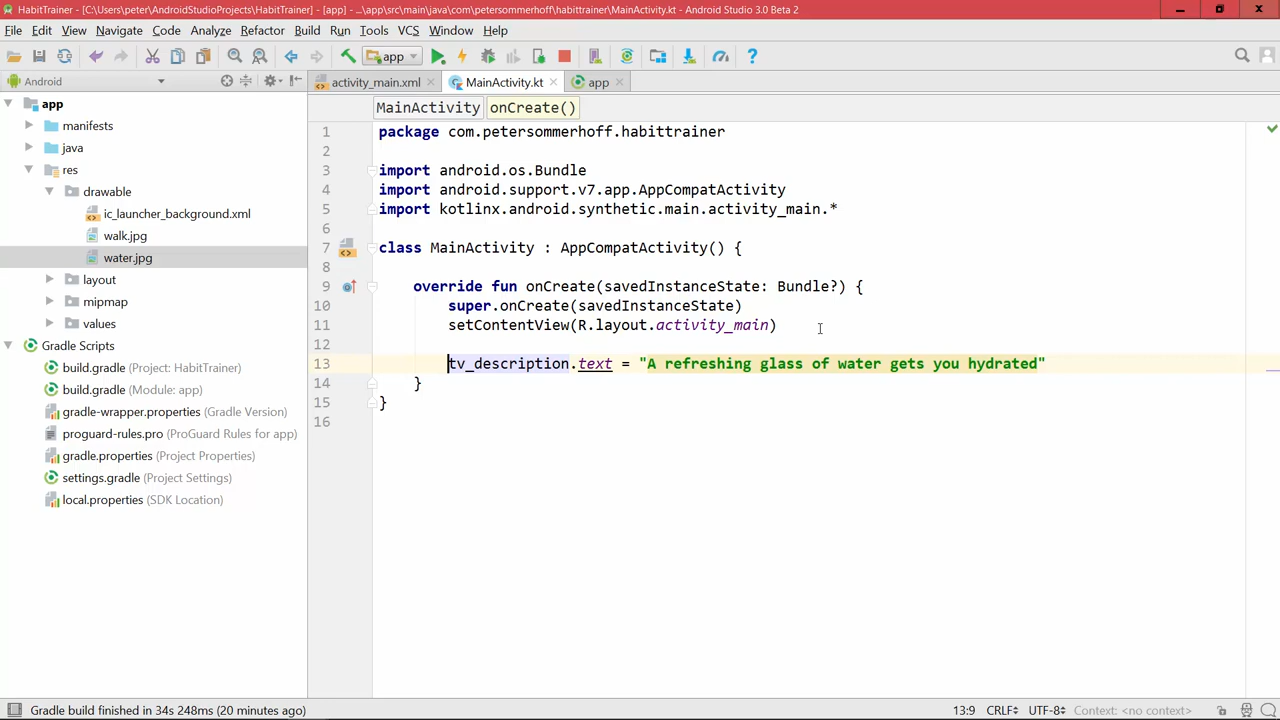 HabitTrainer - [C:\Users\peter\AndroidStudioProjects\HabitTrainer] - [app] - ...\app\src\main\java\com\petersommerhoff\habittrainer\MainActivity.kt - Android Studio 3.0 Beta 2
File Edit View Navigate Code Analyze Refactor Build Run Tools VCS Window Help
app
Android
activity_main.xml
MainActivity.kt
app
MainActivity
onCreate()
app
manifests
java
res
drawable
ic_launcher_background.xml
walk.jpg
water.jpg
layout
mipmap
values
Gradle Scripts
build.gradle (Project: HabitTrainer)
build.gradle (Module: app)
gradle-wrapper.properties (Gradle Version)
proguard-rules.pro (ProGuard Rules for app)
gradle.properties (Project Properties)
settings.gradle (Project Settings)
local.properties (SDK Location)
1 package com.petersommerhoff.habittrainer
2
3 import android.os.Bundle
4 import android.support.v7.app.AppCompatActivity
5 import kotlinx.android.synthetic.main.activity_main.*
6
7 class MainActivity : AppCompatActivity() {
8
9 override fun onCreate(savedInstanceState: Bundle?) {
10 super.onCreate(savedInstanceState)
11 setContentView(R.layout.activity_main)
12
13 tv_description.text = "A refreshing glass of water gets you hydrated"
14 }
15 }
16
Gradle build finished in 34s 248ms (20 minutes ago)
13:9 CRLF UTF-8 Context: <no context>